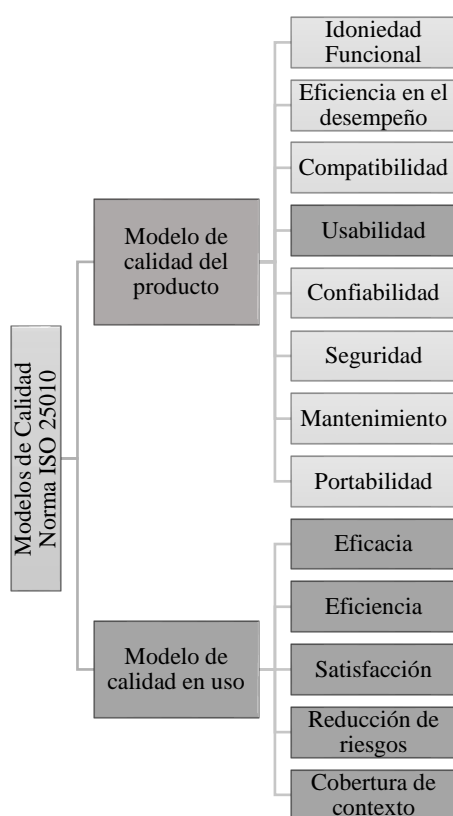 Modelos de Calidad
Norma ISO 25010
Modelo de
calidad del
producto
Idoniedad
Funcional
Eficiencia en el
desempeño
Compatibilidad
Usabilidad
Confiabilidad
Seguridad
Mantenimiento
Portabilidad
Modelo de
calidad en uso
Eficacia
Eficiencia
Satisfacción
Reducción de
riesgos
Cobertura de
contexto